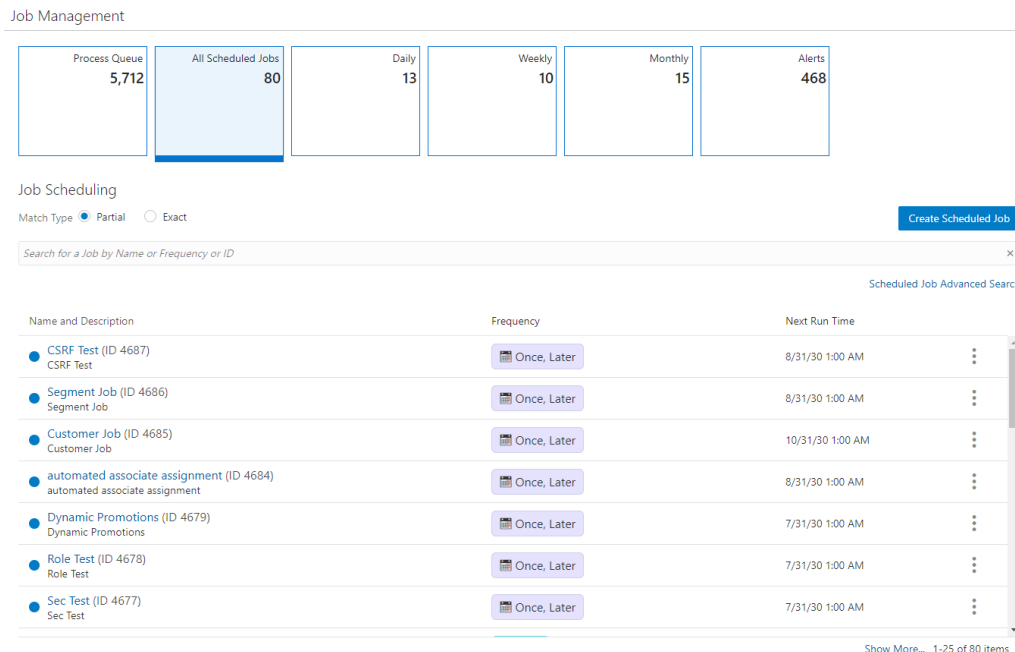 Job Management
Process Queue
5,712
All Scheduled Jobs
80
Daily
13
Weekly
10
Monthly
15
Alerts
468
Job Scheduling
Match Type Partial Exact
Create Scheduled Job
Search for a Job by Name or Frequency or ID
Scheduled Job Advanced Searc
Name and Description Frequency Next Run Time
CSRF Test (ID 4687)
CSRF Test
Once, Later
8/31/30 1:00 AM
Segment Job (ID 4686)
Segment Job
Once, Later
8/31/30 1:00 AM
Customer Job (ID 4685)
Customer Job
Once, Later
10/31/30 1:00 AM
automated associate assignment (ID 4684)
automated associate assignment
Once, Later
8/31/30 1:00 AM
Dynamic Promotions (ID 4679)
Dynamic Promotions
Once, Later
7/31/30 1:00 AM
Role Test (ID 4678)
Role Test
Once, Later
7/31/30 1:00 AM
Sec Test (ID 4677)
Sec Test
Once, Later
7/31/30 1:00 AM
Show More... 1-25 of 80 items